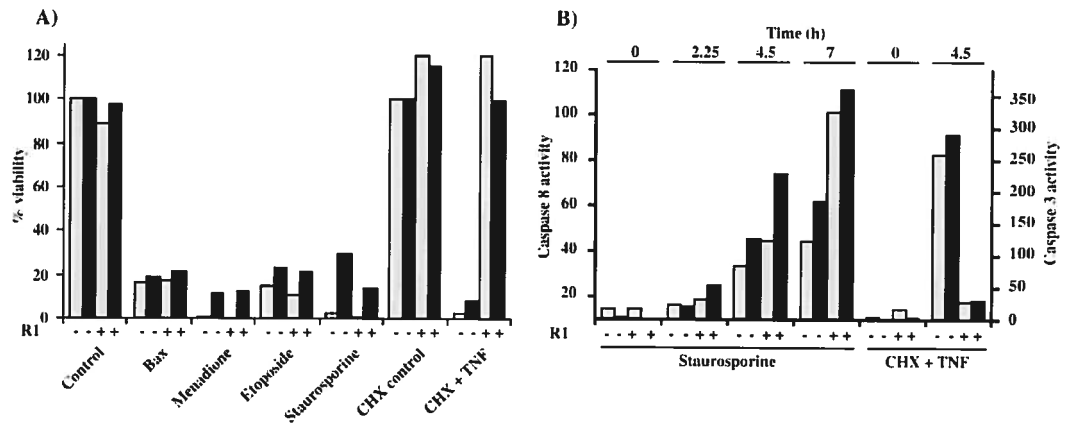 A)
120
100
80
60
40
20
0
% viability
R1 - - + + - - + + - - + + - - + + - - + + - - + + - - + +
Control
Bax
Menadione
Etoposide
Staurosporine
CHX control
CHX + TNF
B)
Time (h)
0 2.25 4.5 7 0 4.5
120
100
80
60
40
20
Caspase 8 activity
350
300
250
200
150
100
50
0
Caspase 3 activity
R1 - - + + - - + + - - + + - - + + - - + + - - + +
Staurosporine CHX + TNF